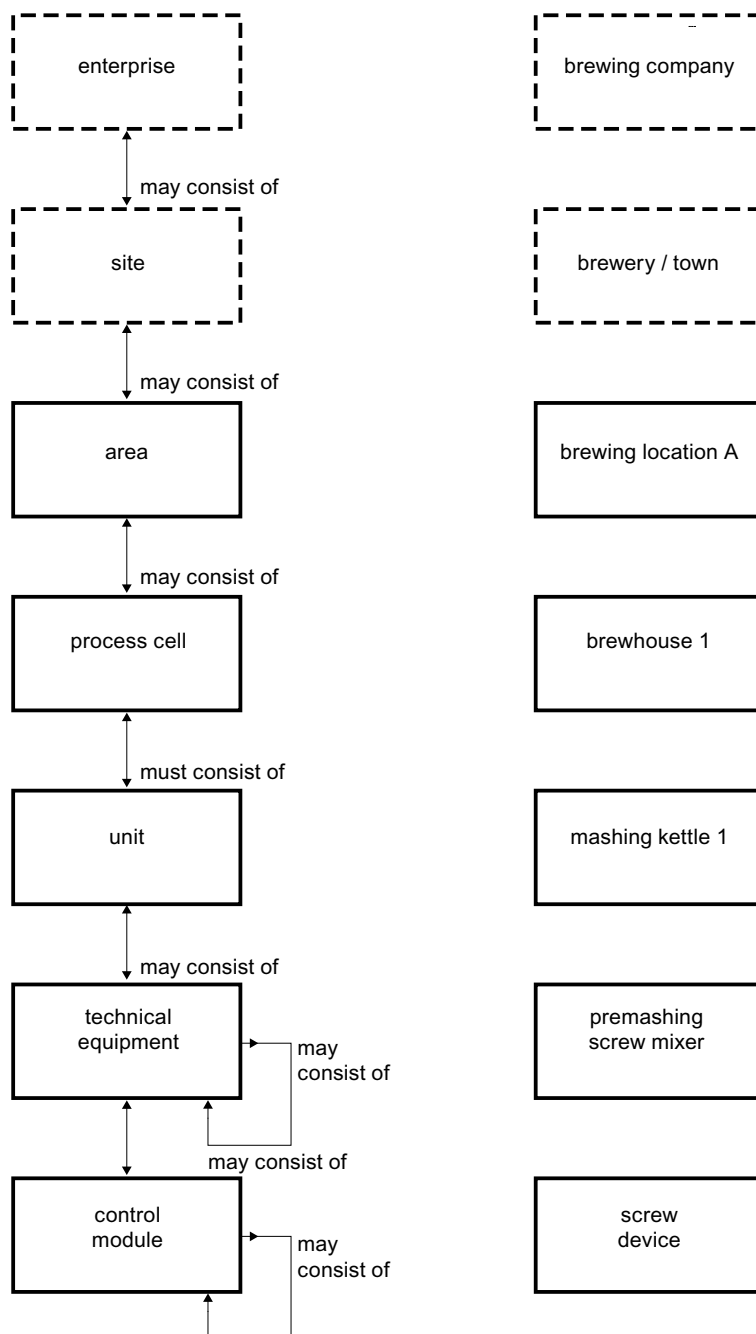 enterprise
brewing company
may consist of
site
brewery / town
may consist of
area
brewing location A
may consist of
process cell
brewhouse 1
must consist of
unit
mashing kettle 1
may consist of
technical
equipment
premashing
screw mixer
may
consist of
may consist of
control
module
screw
device
may
consist of